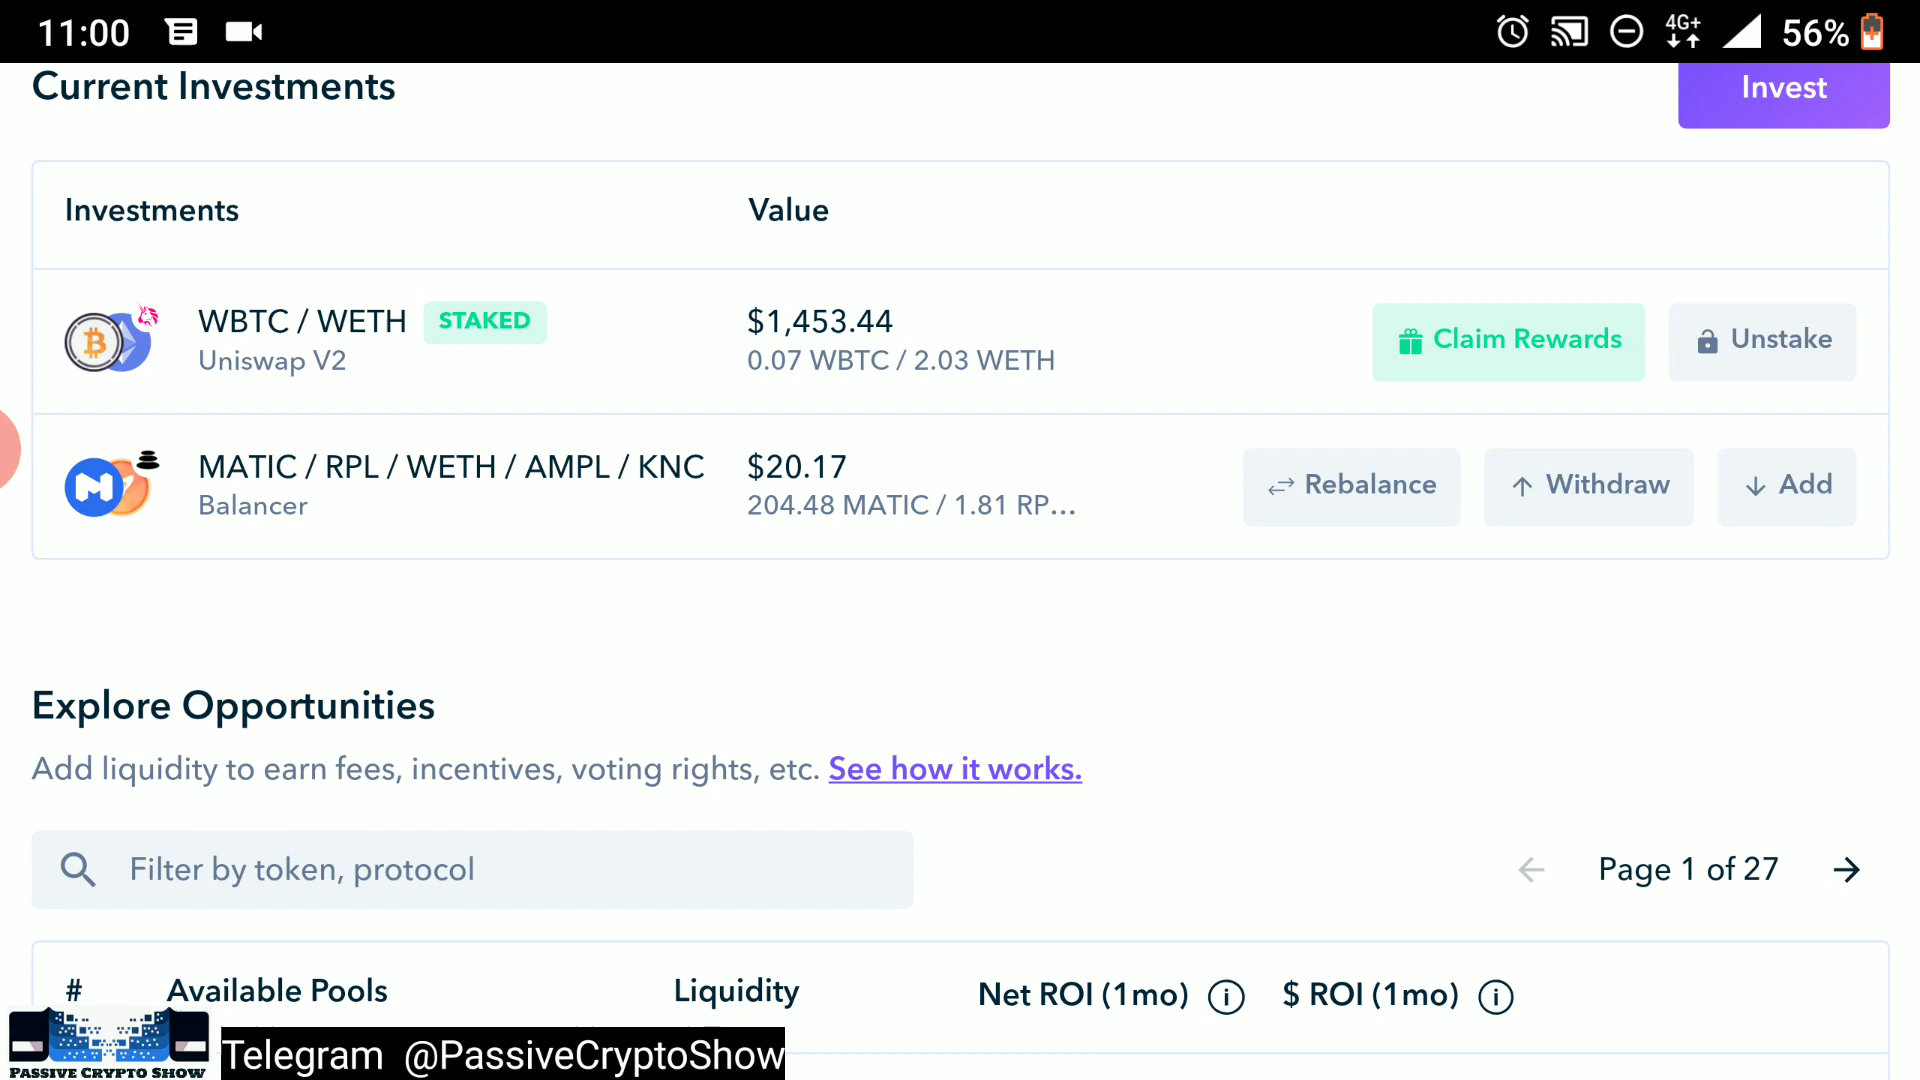 11:00
4G+
56%
Current Investments
Invest
Investments
Value
WBTC / WETH
STAKED
$1,453.44
Claim Rewards
Unstake
Uniswap V2
0.07 WBTC / 2.03 WETH
MATIC / RPL / WETH / AMPL / KNC
$20.17
Rebalance
Withdraw
Add
Balancer
204.48 MATIC / 1.81 RP...
Explore Opportunities
Add liquidity to earn fees, incentives, voting rights, etc. See how it works.
Filter by token, protocol
Page 1 of 27
#
Available Pools
Liquidity
Net ROI (1mo)
$ ROI (1mo)
Telegram @PassiveCryptoShow
PASSIVE CRYPTO SHOW